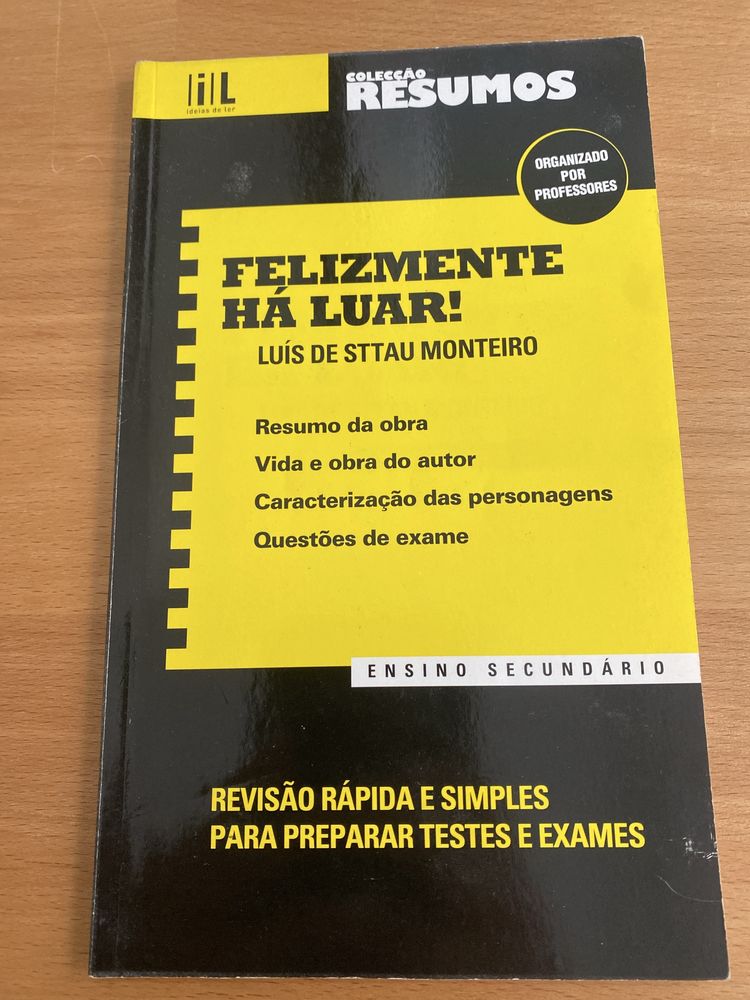 iL
ideias de ler
COLECÇÃO
RESUMOS
ORGANIZADO
POR
PROFESSORES
FELIZMENTE
HÁ LUAR!
LUÍS DE STTAU MONTEIRO
Resumo da obra
Vida e obra do autor
Caracterização das personagens
Questões de exame
ENSINO SECUNDÁRIO
REVISÃO RÁPIDA E SIMPLES
PARA PREPARAR TESTES E EXAMES